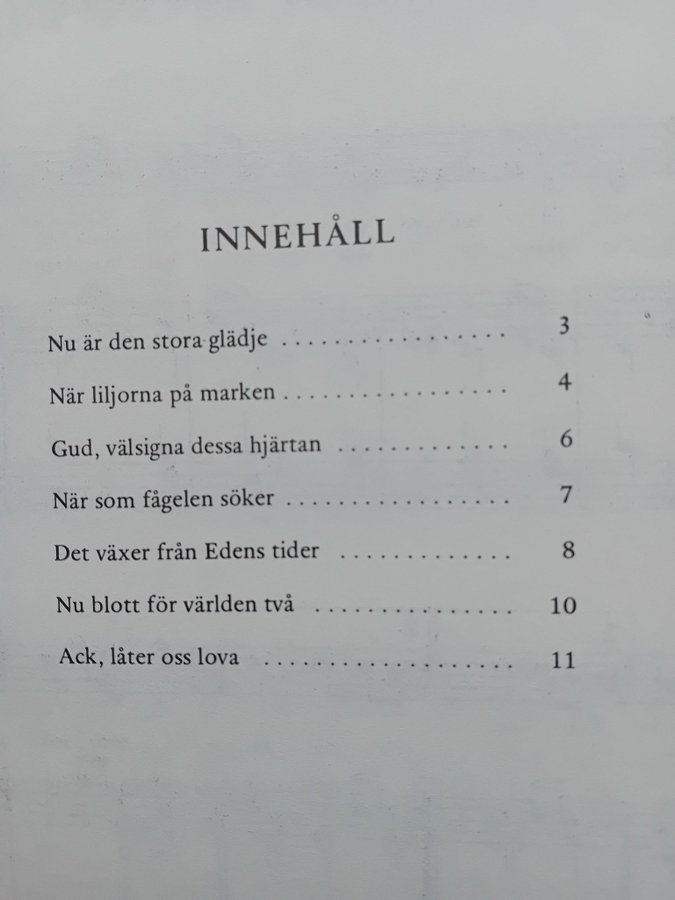 INNEHÅLL
Nu är den stora glädje ................. 3
När liljorna på marken ................. 4
Gud, välsigna dessa hjärtan ............. 6
När som fågelen söker ................. 7
Det växer från Edens tider ............. 8
Nu blott för världen två ............... 10
Ack, låter oss lova ................... 11